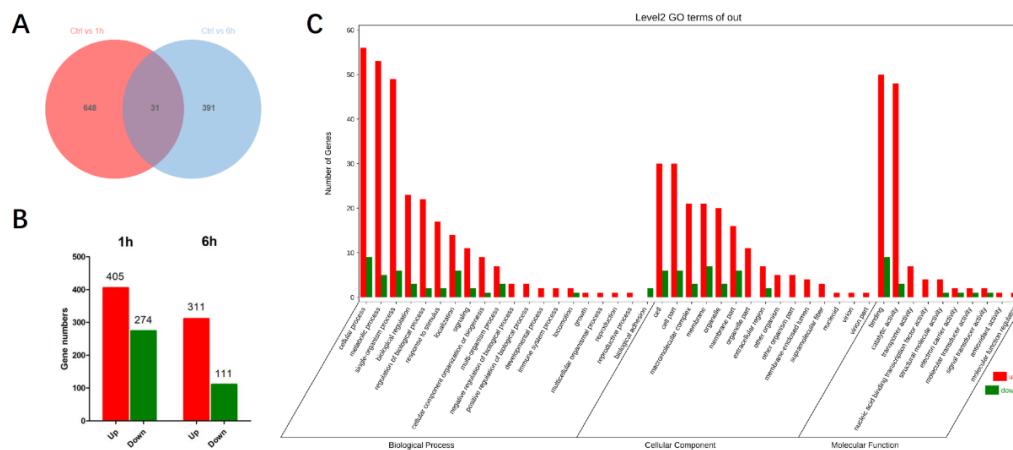 A
Ctrl vs 1h
Ctrl vs 6h
648
31
391
B
1h
6h
Gene numbers
500
400
300
200
100
0
405
274
311
111
Up
Down
Up
Down
C
Level2 GO terms of out
Number of Genes
60
50
40
30
20
10
0
cellular process
metabolic process
single-organism process
biological regulation
regulation of biological process
response to stimulus
localization
signaling
cellular component organization or biogenesis
multi-organism process
negative regulation of biological process
positive regulation of biological process
developmental process
immune system process
locomotion
growth
multicellular organismal process
reproduction
reproductive process
biological adhesion
cell
cell part
macromolecular complex
membrane
organelle
membrane part
organelle part
extracellular region
other organism
other organism part
membrane-enclosed lumen
supramolecular fiber
nucleoid
virion
virion part
binding
catalytic activity
transporter activity
nucleic acid binding transcription factor activity
structural molecule activity
electron carrier activity
molecular transducer activity
signal transducer activity
antioxidant activity
molecular function regulator
Biological Process
Cellular Component
Molecular Function